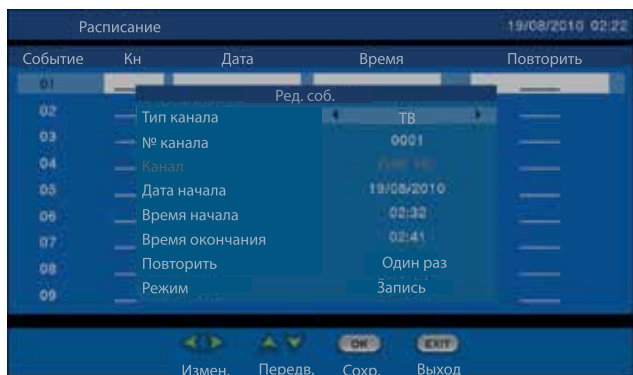 Расписание 19/08/2010 02:22
Событие Кн Дата Время Повторить
01
Ред. соб.
02 Тип канала ТВ
03 № канала 0001
04 Канал
05 Дата начала 19/08/2010
06 Время начала 02:32
07 Время окончания 02:41
08 Повторить Один раз
09 Режим Запись
OK EXIT
Измен. Передв. Сохр. Выход